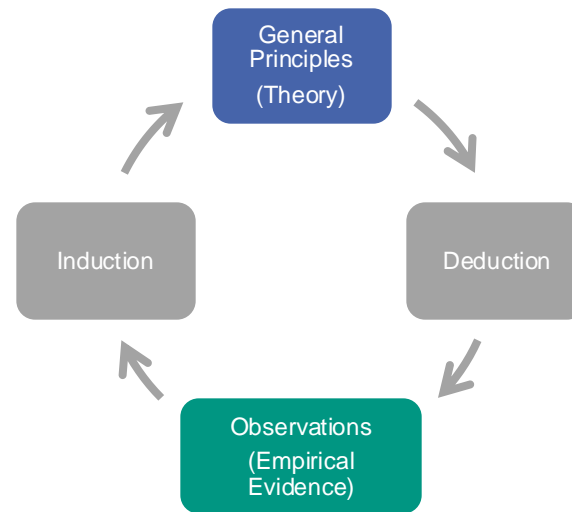 General
Principles
(Theory)
Induction
Deduction
Observations
(Empirical
Evidence)